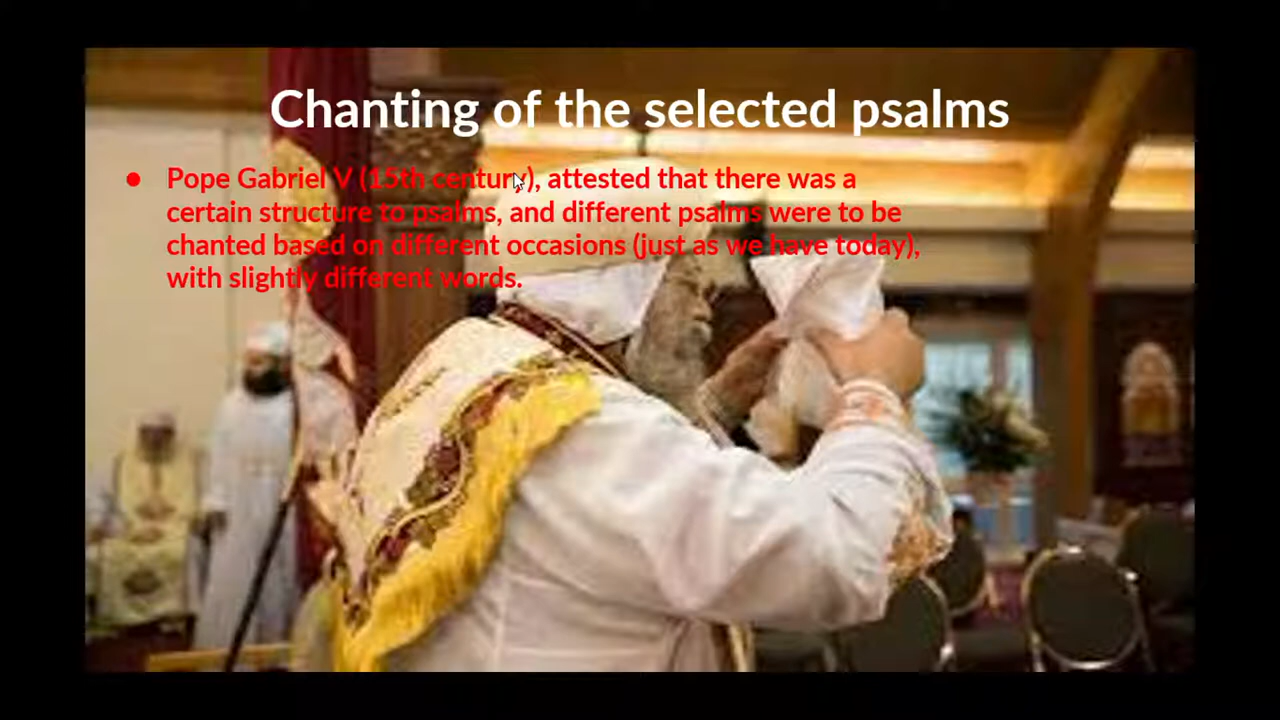 Chanting of the selected psalms
• Pope Gabriel V (15th century), attested that there was a
certain structure to psalms, and different psalms were to be
chanted based on different occasions (just as we have today),
with slightly different words.